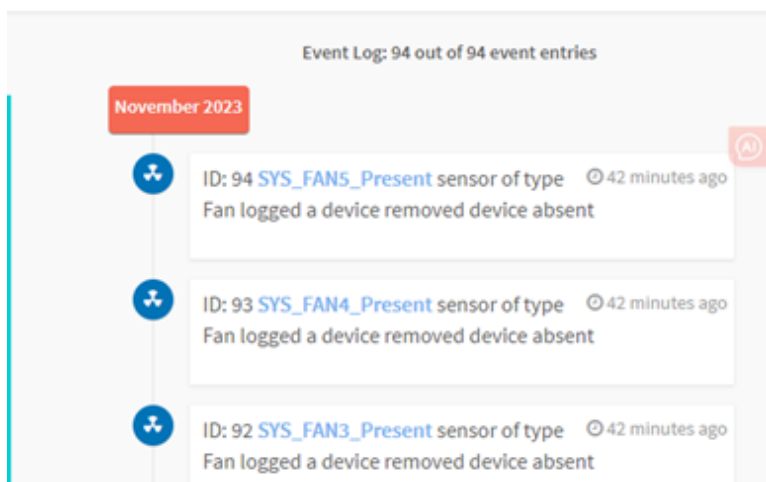 Event Log: 94 out of 94 event entries
November 2023
AI
ID: 94 SYS_FAN5_Present sensor of type 42 minutes ago
Fan logged a device removed device absent
ID: 93 SYS_FAN4_Present sensor of type 42 minutes ago
Fan logged a device removed device absent
ID: 92 SYS_FAN3_Present sensor of type 42 minutes ago
Fan logged a device removed device absent